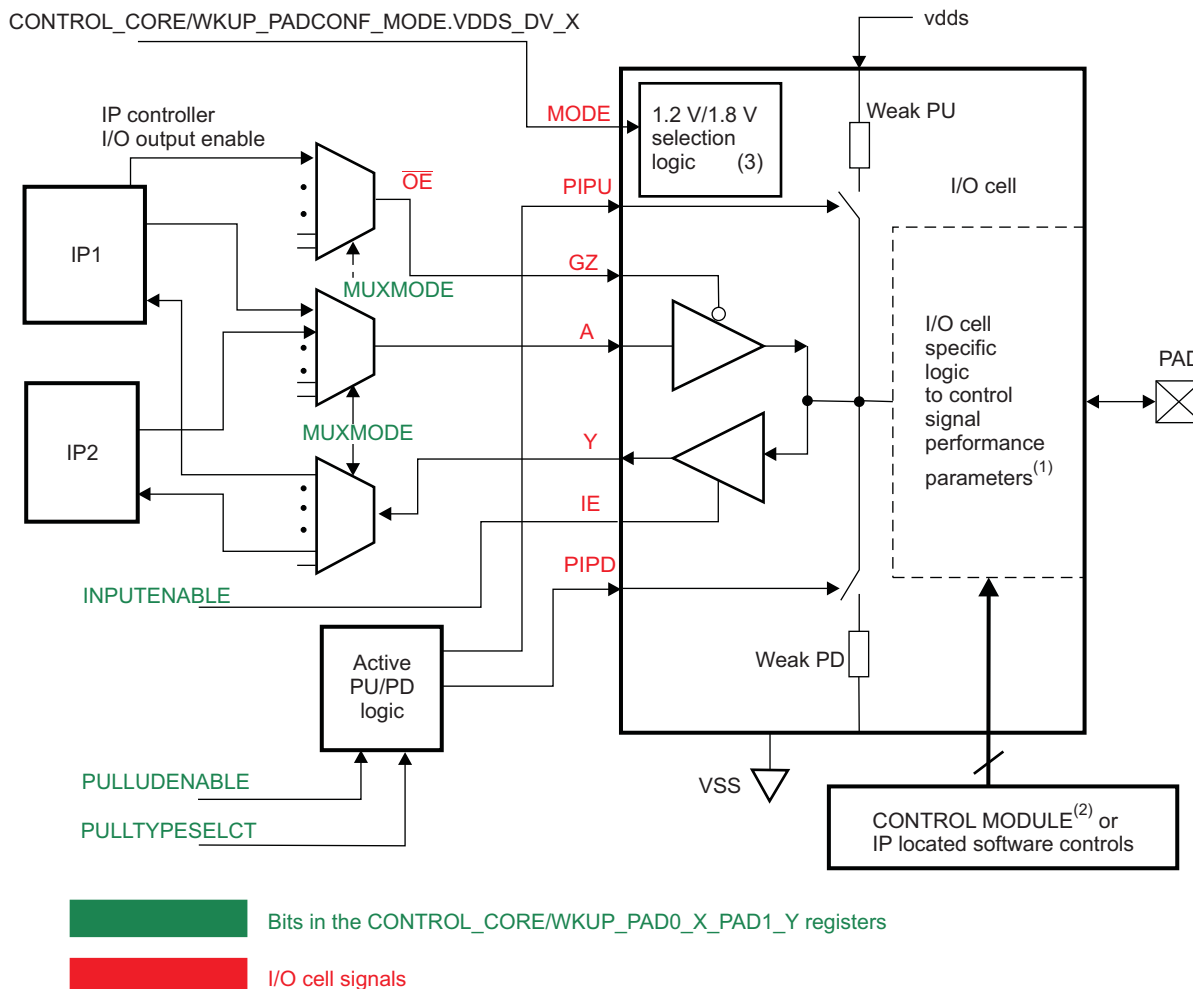 CONTROL_CORE/WKUP_PADCONF_MODE.VDDS_DV_X
vdds
MODE
1.2 V/1.8 V
selection
logic (3)
Weak PU
IP controller
I/O output enable
OE
PIPU
I/O cell
IP1
GZ
MUXMODE
A
I/O cell
specific
logic
to control
signal
performance
parameters(1)
PAD
MUXMODE
IP2
Y
IE
PIPD
INPUTENABLE
Active
PU/PD
logic
Weak PD
PULLUDENABLE
VSS
PULLTYPESELCT
CONTROL MODULE(2) or
IP located software controls
Bits in the CONTROL_CORE/WKUP_PAD0_X_PAD1_Y registers
I/O cell signals